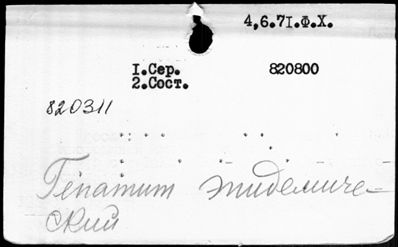 4,6.71.Ф.Х.
1.Сер. 820800
2.Сост.
820311
Гепатит эпидемиче-
ский